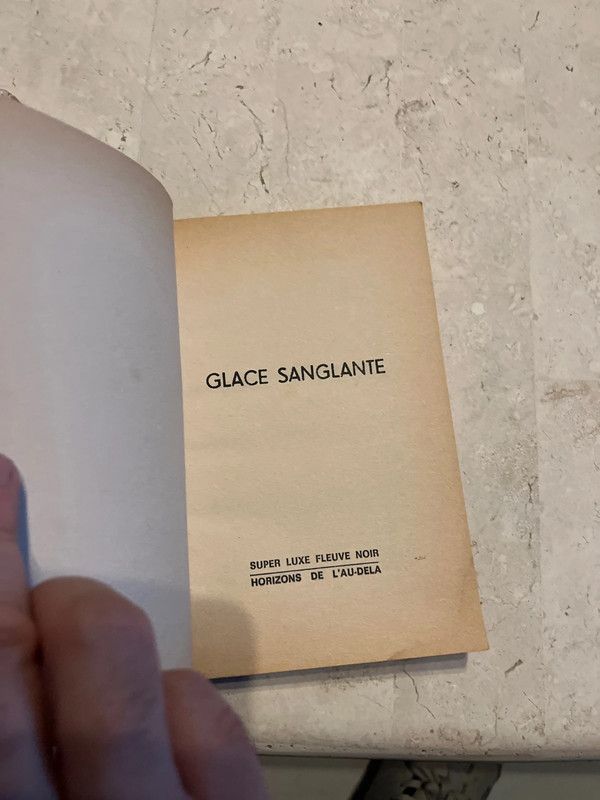 GLACE SANGLANTE
SUPER LUXE FLEUVE NOIR
HORIZONS DE L'AU-DELA